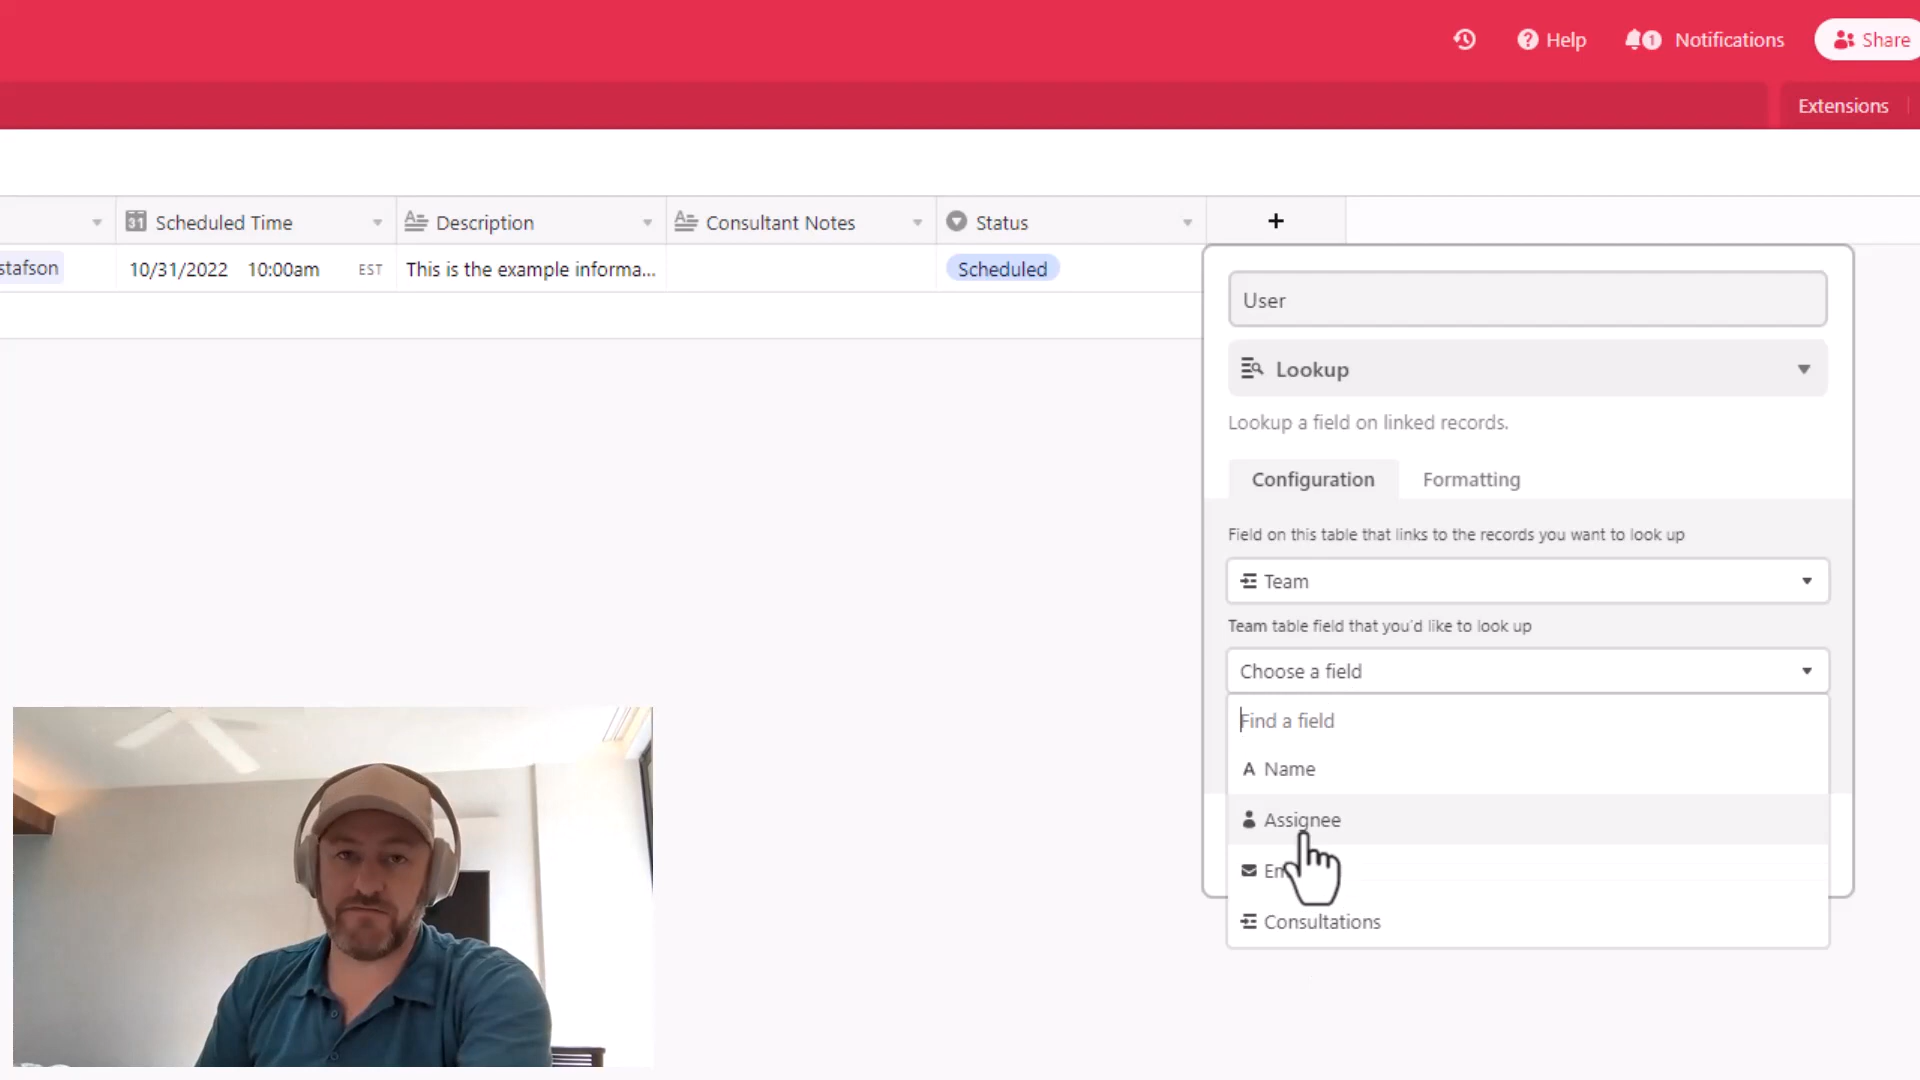 Help
1
Notifications
Share
Extensions
31 Scheduled Time
Description
Consultant Notes
Status
+
stafson
10/31/2022 10:00am EST
This is the example informa...
Scheduled
User
Lookup
Lookup a field on linked records.
Configuration
Formatting
Field on this table that links to the records you want to look up
Team
Team table field that you'd like to look up
Choose a field
Find a field
A Name
Assignee
Consultations